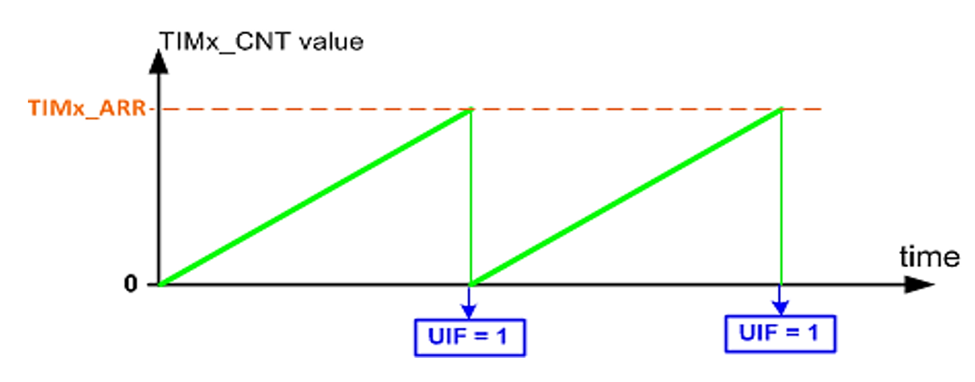 TIMx_CNT value
TIMx_ARR
time
0
UIF = 1
UIF = 1